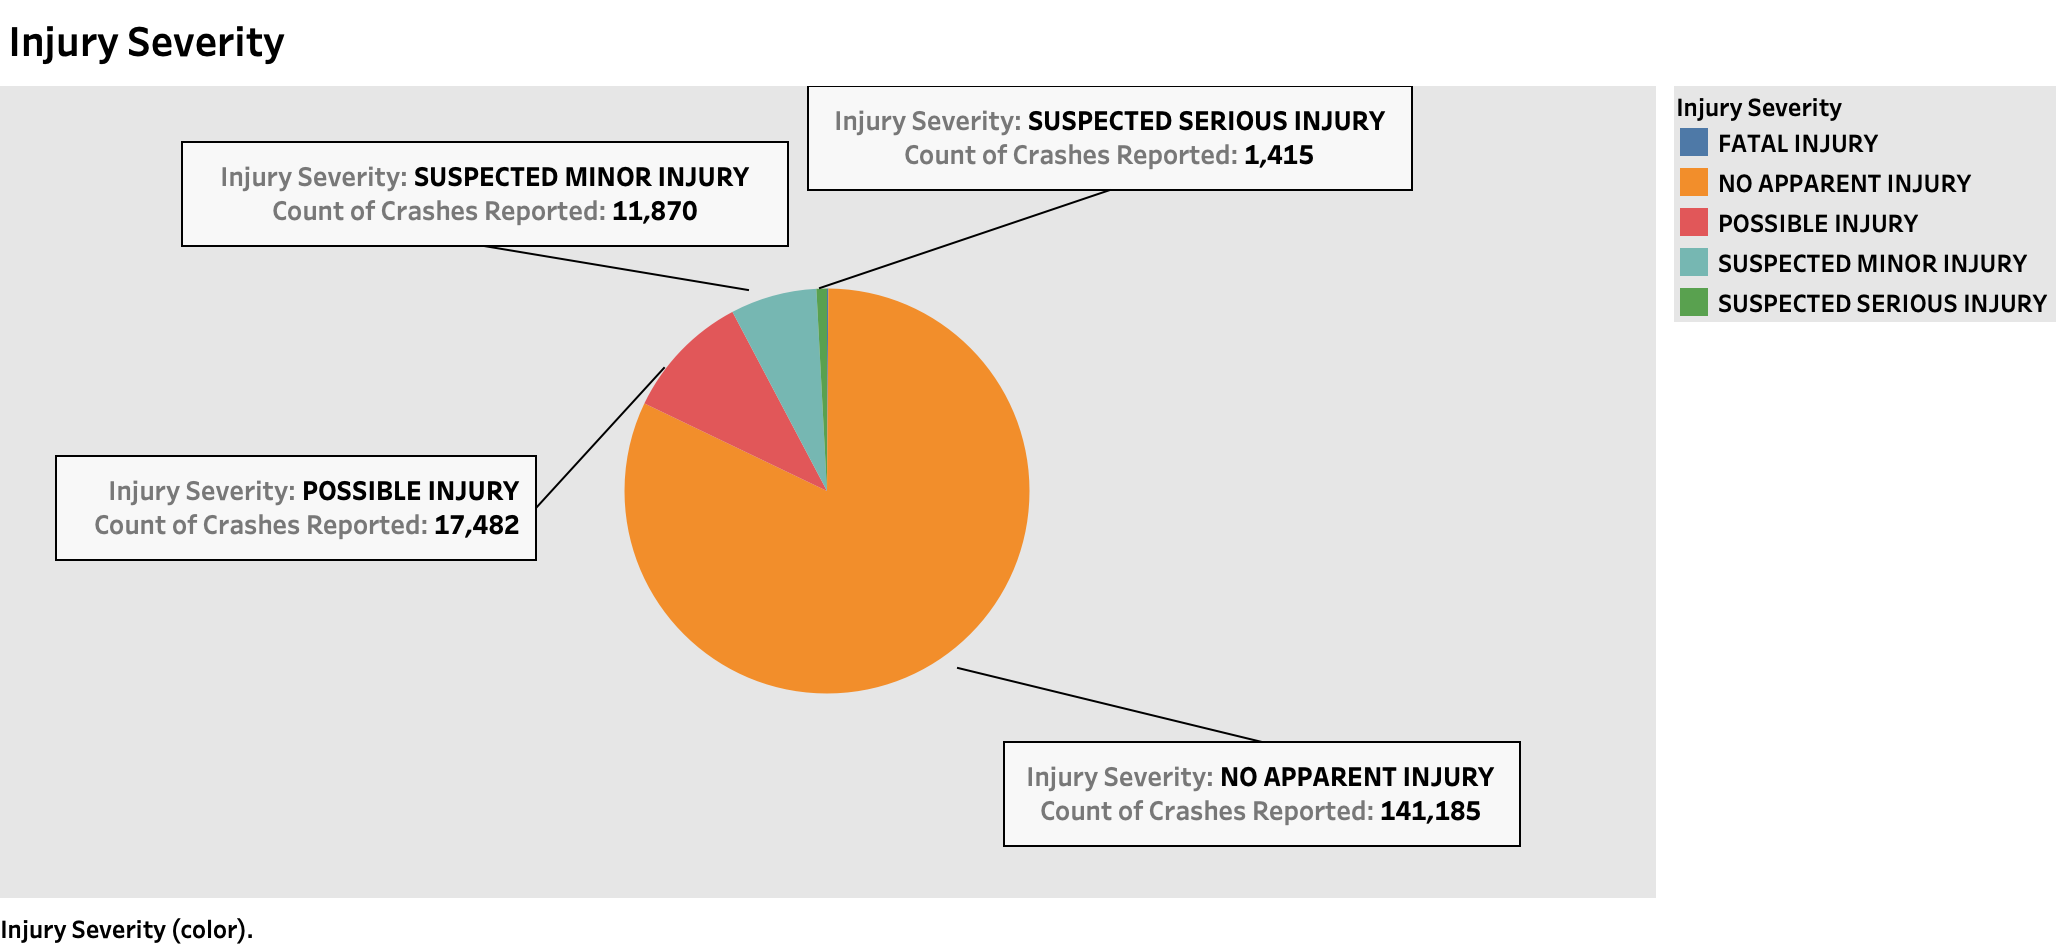 Injury Severity
Injury Severity: SUSPECTED SERIOUS INJURY
Count of Crashes Reported: 1,415
Injury Severity: SUSPECTED MINOR INJURY
Count of Crashes Reported: 11,870
Injury Severity: POSSIBLE INJURY
Count of Crashes Reported: 17,482
Injury Severity: NO APPARENT INJURY
Count of Crashes Reported: 141,185
Injury Severity
FATAL INJURY
NO APPARENT INJURY
POSSIBLE INJURY
SUSPECTED MINOR INJURY
SUSPECTED SERIOUS INJURY
Injury Severity (color).